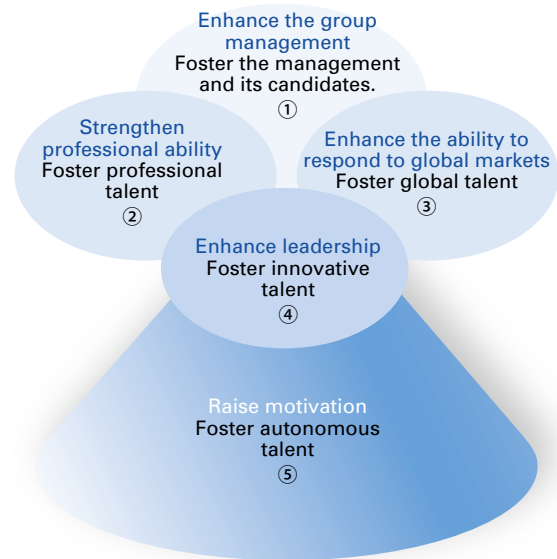 Enhance the group
management
Foster the management
and its candidates.
①
Strengthen
professional ability
Foster professional
talent
②
Enhance the ability to
respond to global markets
Foster global talent
③
Enhance leadership
Foster innovative
talent
④
Raise motivation
Foster autonomous
talent
⑤